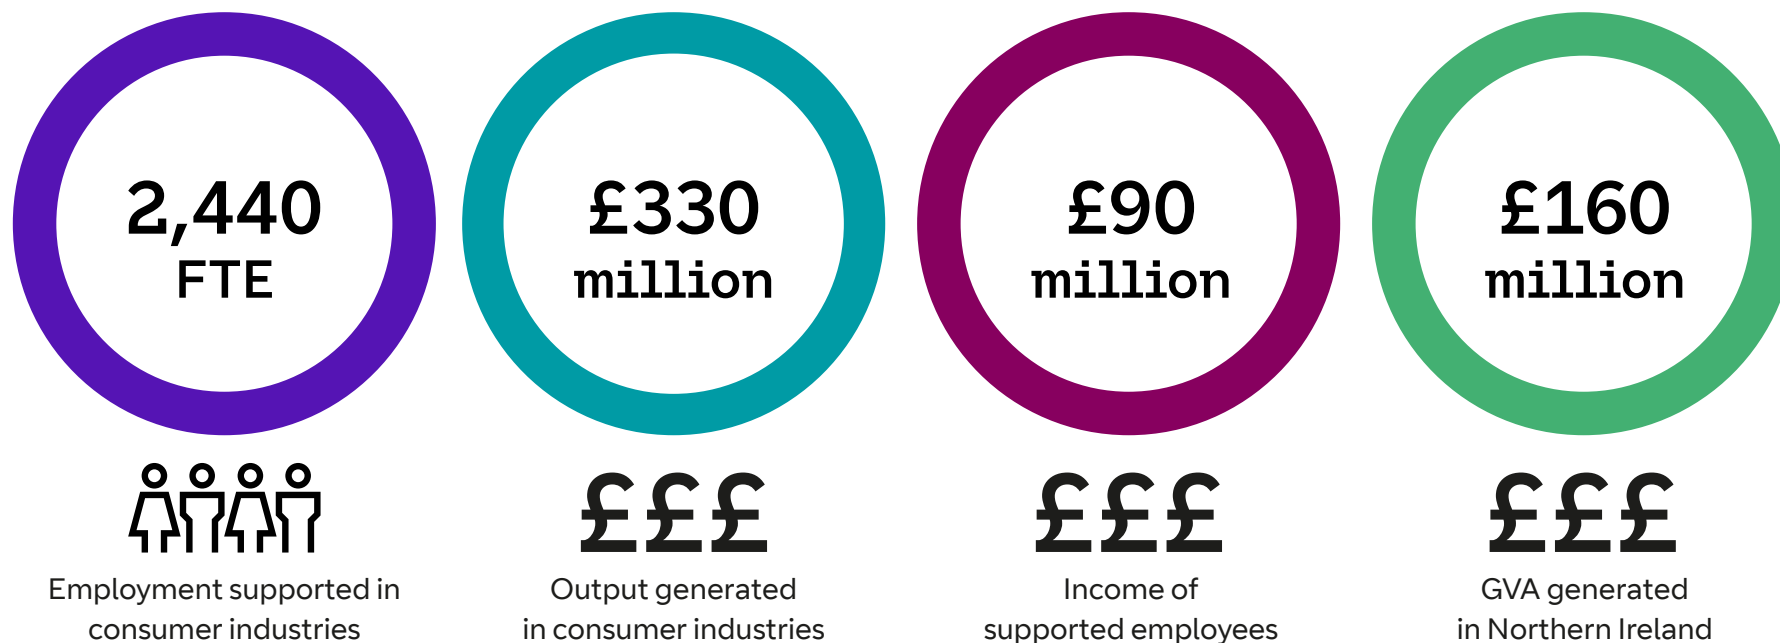 2,440
FTE
£330
million
£90
million
£160
million
£££
£££
£££
Employment supported in
consumer industries
Output generated
in consumer industries
Income of
supported employees
GVA generated
in Northern Ireland